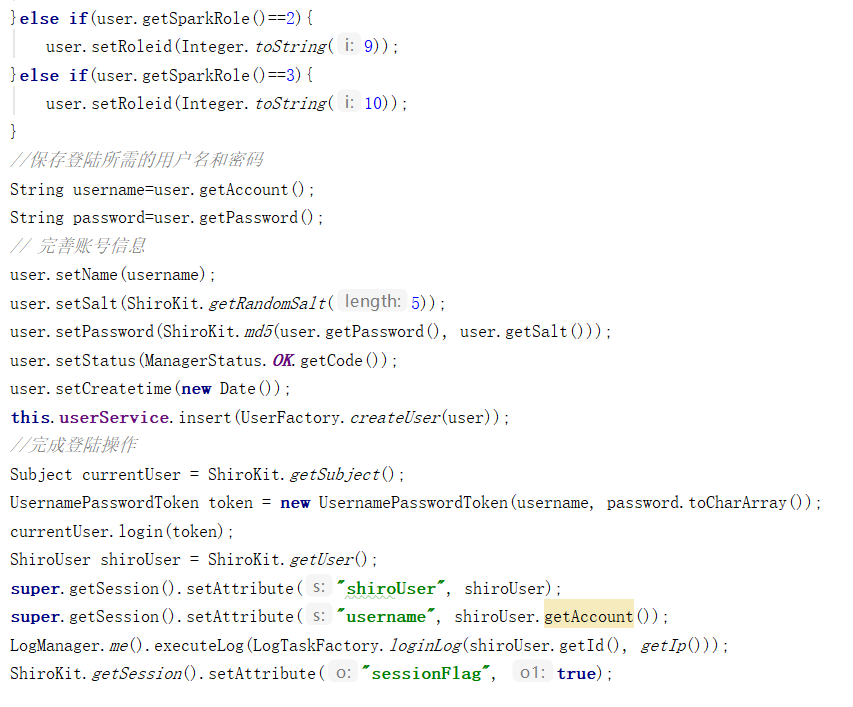 }else if(user.getSparkRole()==2){
user.setRoleid(Integer.toString( i: 9));
}else if(user.getSparkRole()==3){
user.setRoleid(Integer.toString( i: 10));
}
//保存登陆所需的用户名和密码
String username=user.getAccount();
String password=user.getPassword();
// 完善账号信息
user.setName(username);
user.setSalt(ShiroKit.getRandomSalt( length: 5));
user.setPassword(ShiroKit.md5(user.getPassword(), user.getSalt()));
user.setStatus(ManagerStatus.OK.getCode());
user.setCreatetime(new Date());
this.userService.insert(UserFactory.createUser(user));
//完成登陆操作
Subject currentUser = ShiroKit.getSubject();
UsernamePasswordToken token = new UsernamePasswordToken(username, password.toCharArray());
currentUser.login(token);
ShiroUser shiroUser = ShiroKit.getUser();
super.getSession().setAttribute( s: "shiroUser", shiroUser);
super.getSession().setAttribute( s: "username", shiroUser.getAccount());
LogManager.me().executeLog(LogTaskFactory.loginLog(shiroUser.getId(), getIp()));
ShiroKit.getSession().setAttribute( o: "sessionFlag", o1: true);